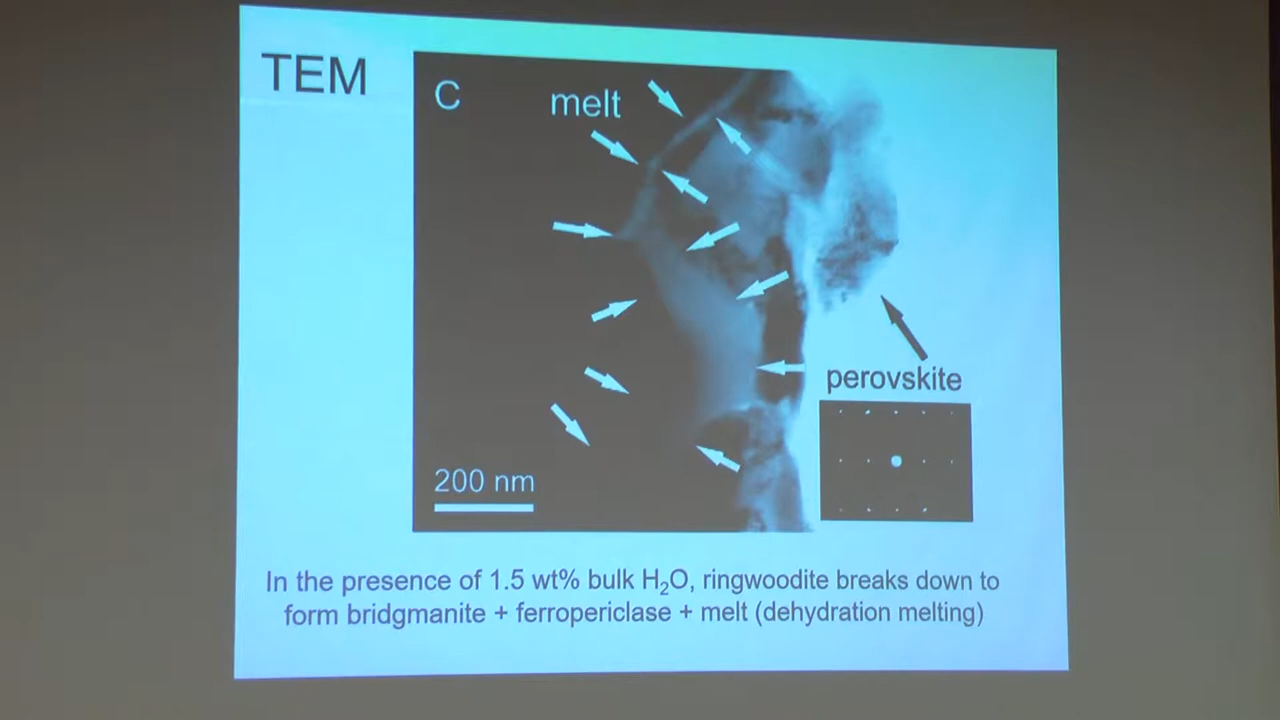 TEM
C
melt
perovskite
200 nm
In the presence of 1.5 wt% bulk H₂O, ringwoodite breaks down to
form bridgmanite + ferropericlase + melt (dehydration melting)